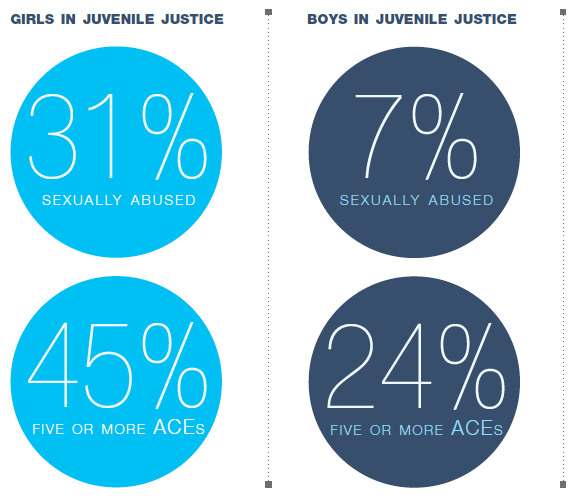 GIRLS IN JUVENILE JUSTICE
31%
SEXUALLY ABUSED
45%
FIVE OR MORE ACEs
BOYS IN JUVENILE JUSTICE
7%
SEXUALLY ABUSED
24%
FIVE OR MORE ACEs